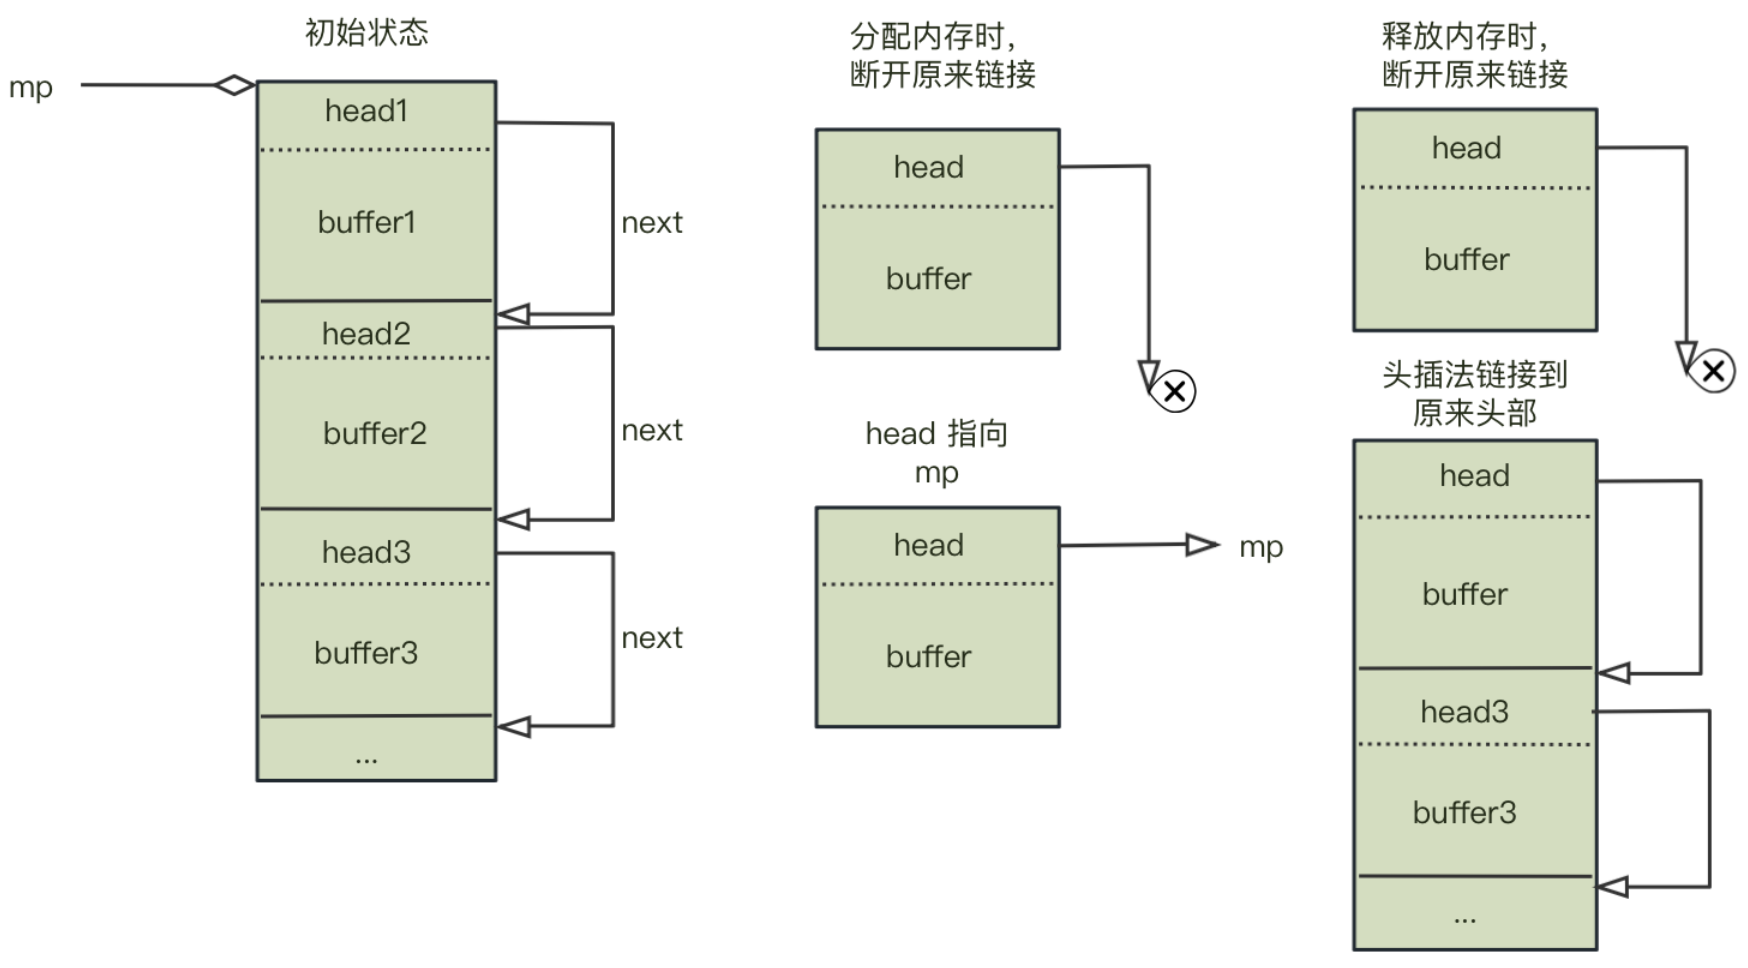 初始状态
mp
head1
buffer1
next
head2
buffer2
next
head3
buffer3
next
...
分配内存时，
断开原来链接
head
buffer
head 指向
mp
head
mp
buffer
释放内存时，
断开原来链接
head
buffer
头插法链接到
原来头部
head
buffer
head3
buffer3
...